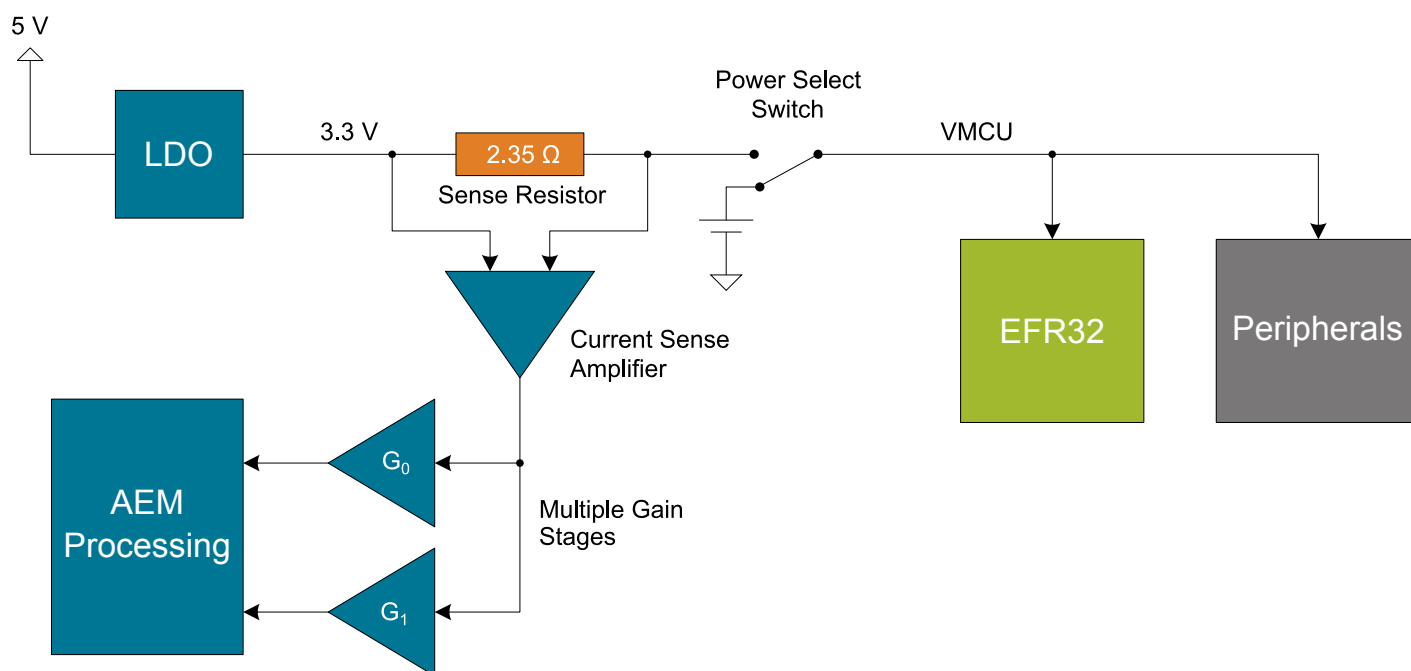 5 V
LDO
3.3 V
2.35 Ω
Sense Resistor
Power Select
Switch
VMCU
EFR32
Peripherals
Current Sense
Amplifier
G₀
Multiple Gain
Stages
G₁
AEM
Processing